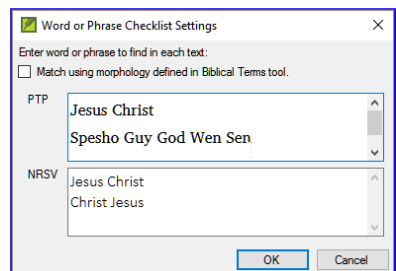 Word or Phrase Checklist Settings
Enter word or phrase to find in each text:
Match using morphology defined in Biblical Terms tool.
PTP
Jesus Christ
Spesho Guy God Wen Sen
NRSV
Jesus Christ
Christ Jesus
OK
Cancel